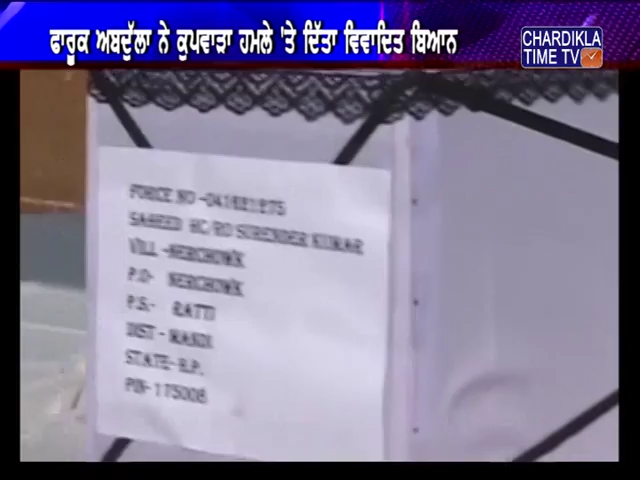 ਫਾਰੂਕ ਅਬਦੁੱਲਾ ਨੇ ਕੁਪਵਾੜਾ ਹਮਲੇ 'ਤੇ ਦਿੱਤਾ ਵਿਵਾਦਿਤ ਬਿਆਨ
CHARDIKLA
TIME TV
FORCE NO -041821275
SAHEED HC/RO SURENDER KUMAR
VILL -NERCHOWK
P.O- NERCHOWK
P.S.- RATTI
DIST - MANDI
STATE- H.P.
PIN- 175008